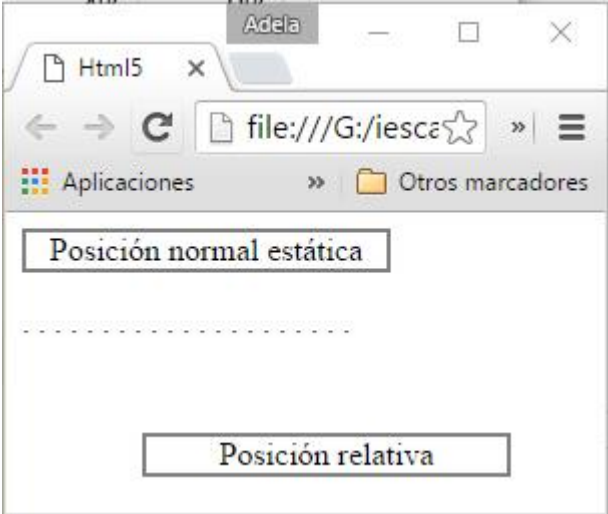 Adela
Html5
file:///G:/iesca
Aplicaciones » Otros marcadores
Posición normal estática
- - - - - - - - - - - - - - - - - - - - -
Posición relativa